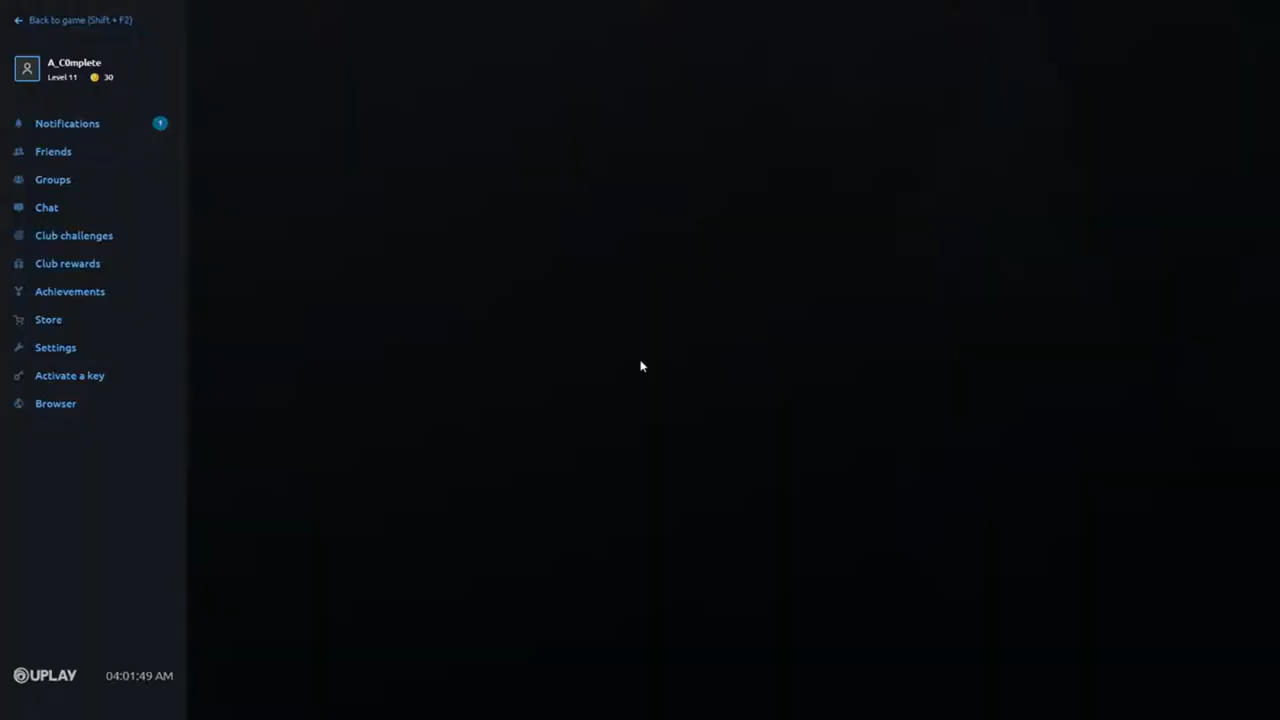 Back to game (Shift + F2)
A_C0mplete
Level 11 30
Notifications 1
Friends
Groups
Chat
Club challenges
Club rewards
Achievements
Store
Settings
Activate a key
Browser
UPLAY 04:01:49 AM